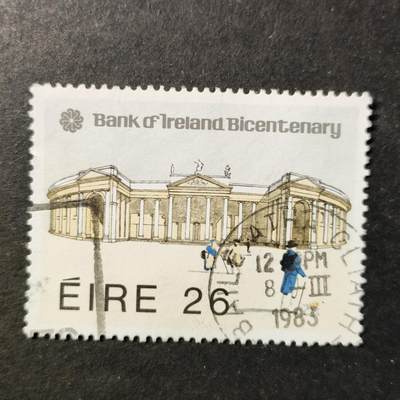 Bank of Ireland Bicentenary
ÉIRE 26
12 PM
8 III
1983